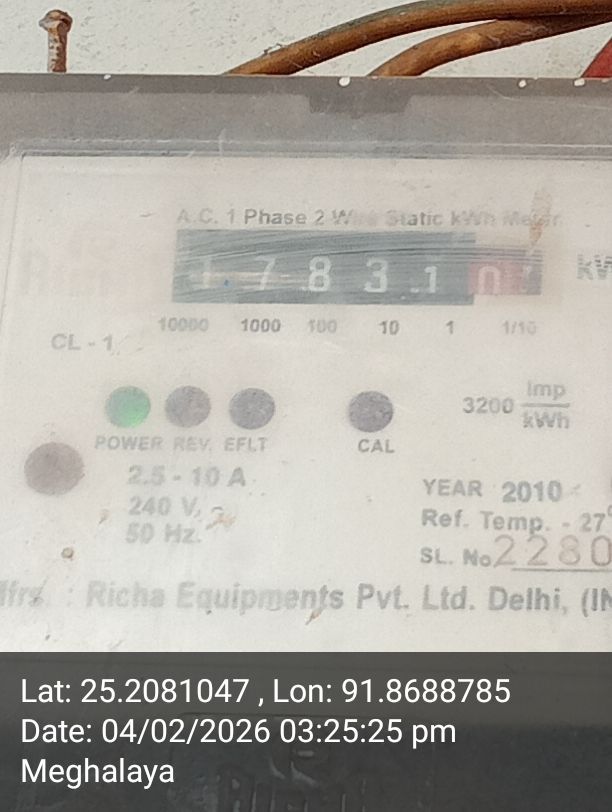 A.C. 1 Phase 2 Wire Static kWh Meter
1 7 8 3 1 0
10000 1000 100 10 1 1/10
CL - 1
3200 Imp/kWh
POWER REV. EFLT CAL
2.5 - 10 A
240 V,
50 Hz.
YEAR 2010
Ref. Temp. - 27
SL. No. 2280
Mfrs. : Richa Equipments Pvt. Ltd. Delhi,
Lat: 25.2081047 , Lon: 91.8688785
Date: 04/02/2026 03:25:25 pm
Meghalaya